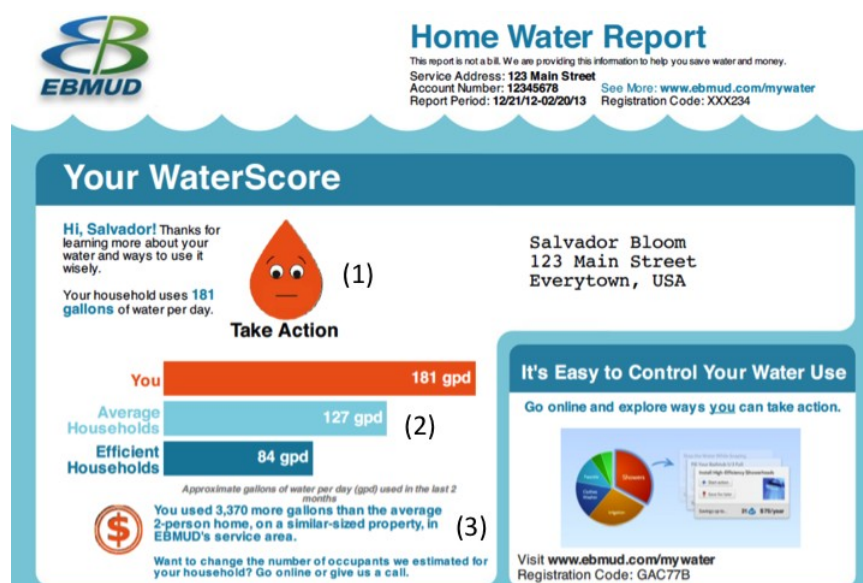 EBMUD
Home Water Report
This report is not a bill. We are providing this information to help you save water and money.
Service Address: 123 Main Street
Account Number: 12345678
See More: www.ebmud.com/mywater
Report Period: 12/21/12-02/20/13
Registration Code: XXX234
Your WaterScore
Hi, Salvador! Thanks for
learning more about your
water and ways to use it
wisely.
Your household uses 181
gallons of water per day.
(1)
Take Action
Salvador Bloom
123 Main Street
Everytown, USA
You
181 gpd
Average
Households
127 gpd
(2)
Efficient
Households
84 gpd
Approximate gallons of water per day (gpd) used in the last 2
months
$
You used 3,370 more gallons than the average
2-person home, on a similar-sized property, in
EBMUD's service area.
(3)
Want to change the number of occupants we estimated for
your household? Go online or give us a call.
It's Easy to Control Your Water Use
Go online and explore ways you can take action.
Showers
Irrigation
Clothes
Faucets
Install High Efficiency Showerheads
$70/year
Visit www.ebmud.com/mywater
Registration Code: GAC77B